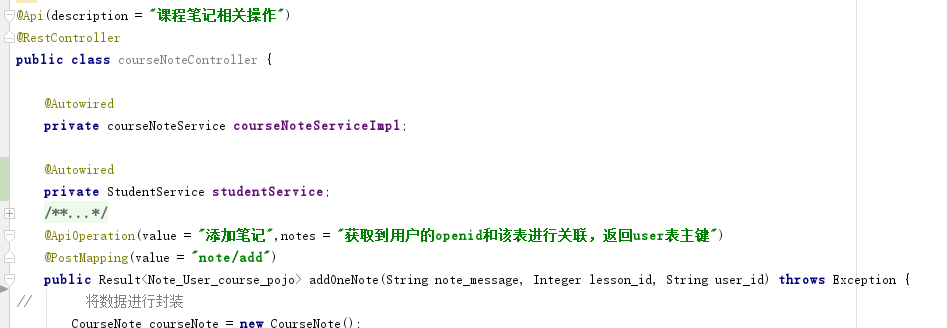 @Api(description = "课程笔记相关操作")
@RestController
public class courseNoteController {
@Autowired
private courseNoteService courseNoteServiceImpl;
@Autowired
private StudentService studentService;
/**...*/
@ApiOperation(value = "添加笔记",notes = "获取到用户的openid和该表进行关联，返回user表主键")
@PostMapping(value = "note/add")
public Result<Note_User_course_pojo> addOneNote(String note_message, Integer lesson_id, String user_id) throws Exception {
// 将数据进行封装
CourseNote courseNote = new CourseNote();